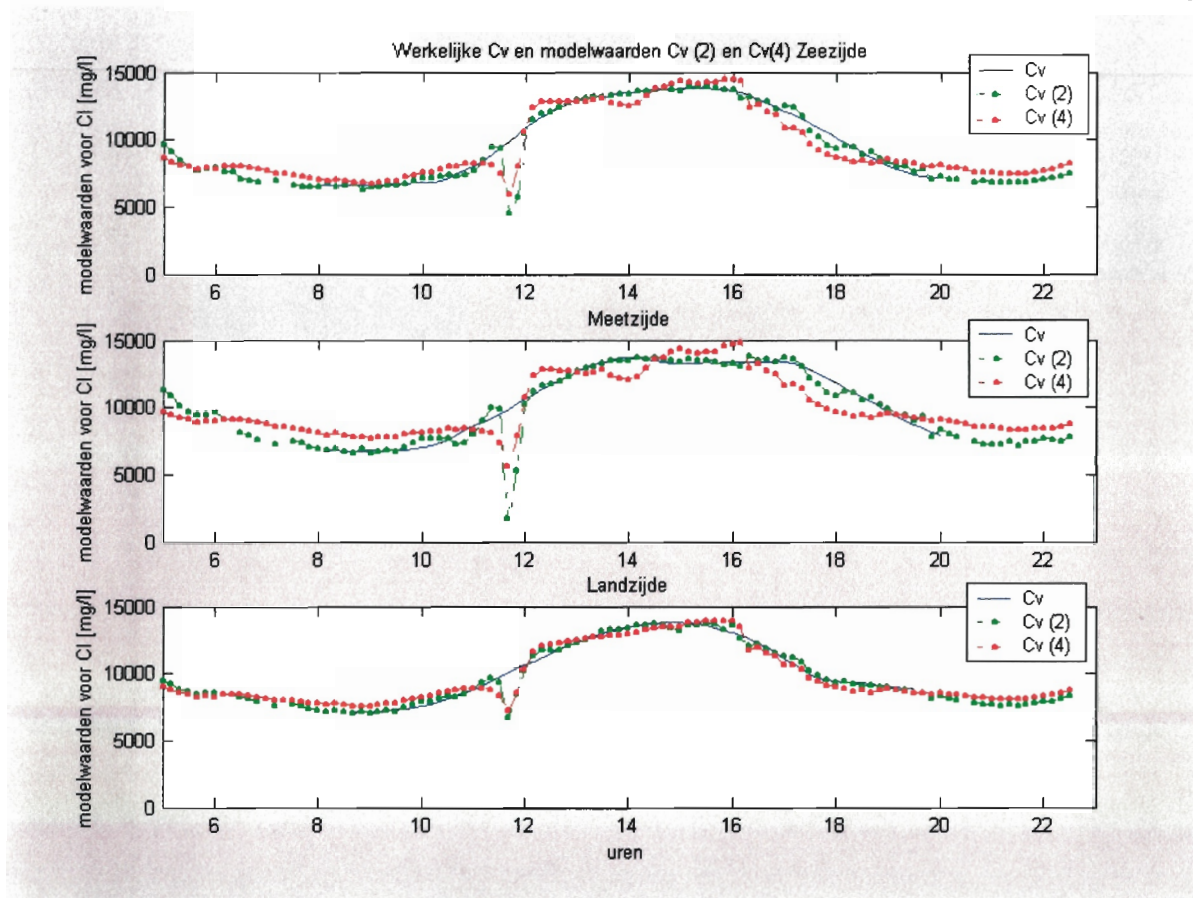 Werkelijke Cv en modelwaarden Cv (2) en Cv(4) Zeezijde
modelwaarden voor Cl [mg/l]
15000
10000
5000
0
6 8 10 12 14 16 18 20 22
Cv
Cv (2)
Cv (4)
Meetzijde
modelwaarden voor Cl [mg/l]
15000
10000
5000
0
6 8 10 12 14 16 18 20 22
Cv
Cv (2)
Cv (4)
Landzijde
modelwaarden voor Cl [mg/l]
15000
10000
5000
0
6 8 10 12 14 16 18 20 22
Cv
Cv (2)
Cv (4)
uren